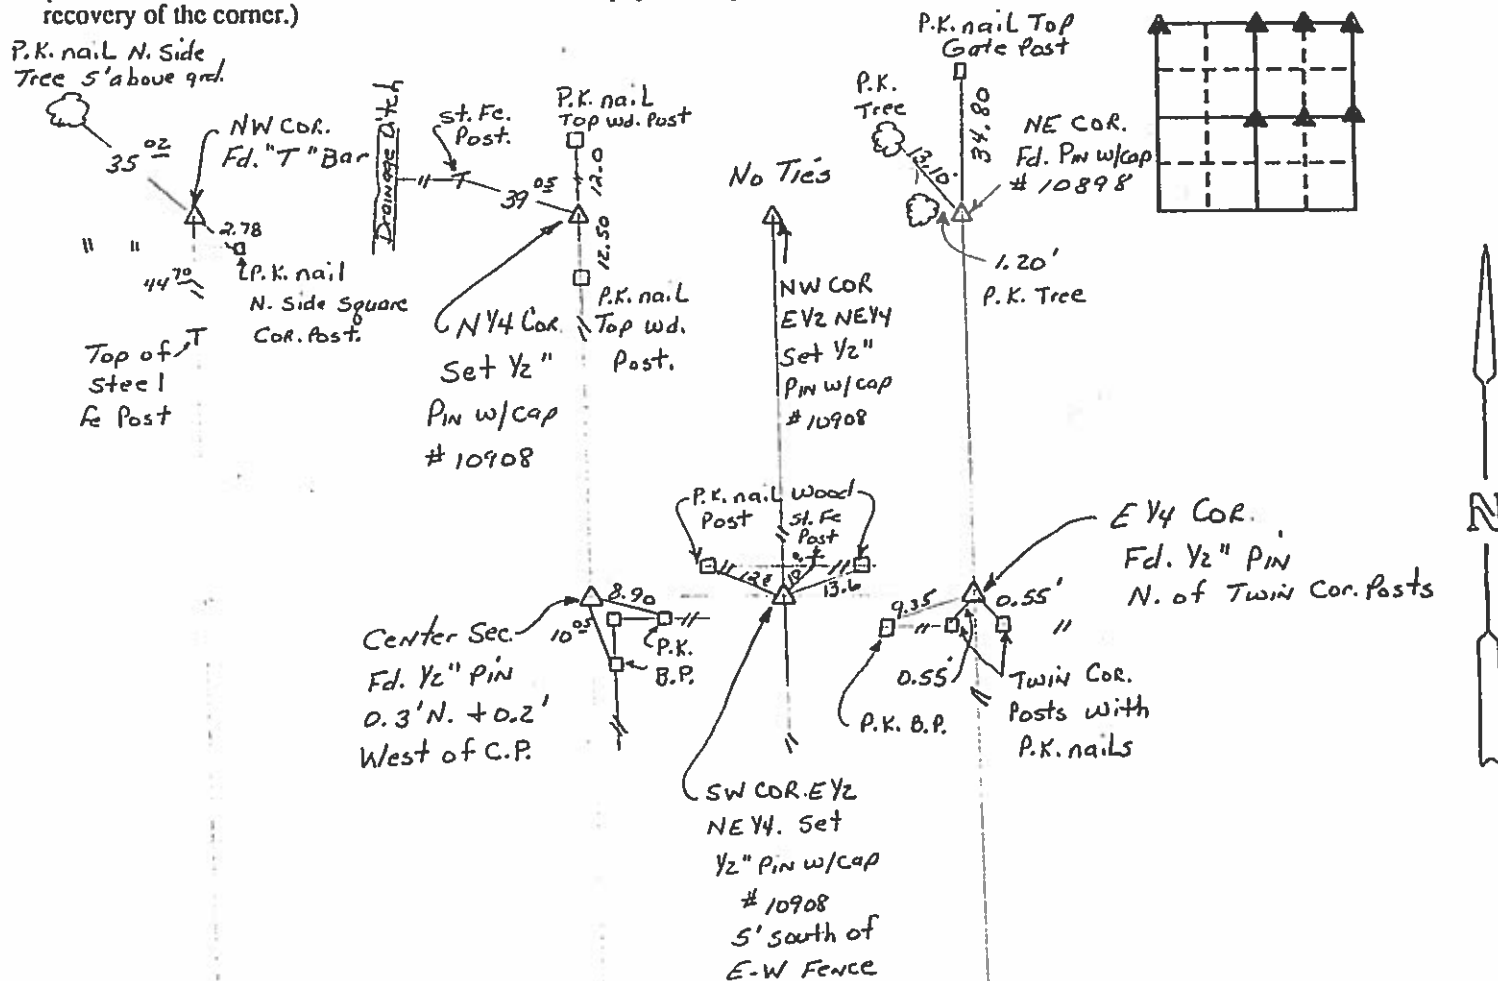 recovery of the corner.)
P.K. nail N. Side
Tree 5' above grd.
35 02
NW COR.
Fd. "T" Bar
2.78
P.K. nail
N. Side Square
COR. Post.
44 70
Top of
Steel
fe Post
Drainage Ditch
st. Fe.
Post.
39 05
P.K. nail
Top wd. Post
12.0
12.50
P.K. nail
Top wd.
Post.
N 1/4 COR.
Set 1/2"
PIN w/cap
# 10908
No Ties
NW COR
E1/2 NE1/4
Set 1/2"
PIN w/cap
# 10908
P.K. nail Top
Gate Post
34.80
P.K.
Tree
13.10'
NE COR.
Fd. PIN w/cap
# 10898
1.20'
P.K. Tree
N
P.K. nail Wood
Post
St. Fe
Post
13.6
8.90
10 05
P.K.
B.P.
Center Sec.
Fd. 1/2" PIN
0.3' N. + 0.2'
West of C.P.
SW COR. E1/2
NE 1/4. Set
1/2" PIN w/cap
# 10908
5' south of
E-W Fence
E 1/4 COR.
Fd. 1/2" PIN
N. of Twin Cor. Posts
9.35
0.55'
0.55'
P.K. B.P.
Twin Cor.
Posts with
P.K. nails